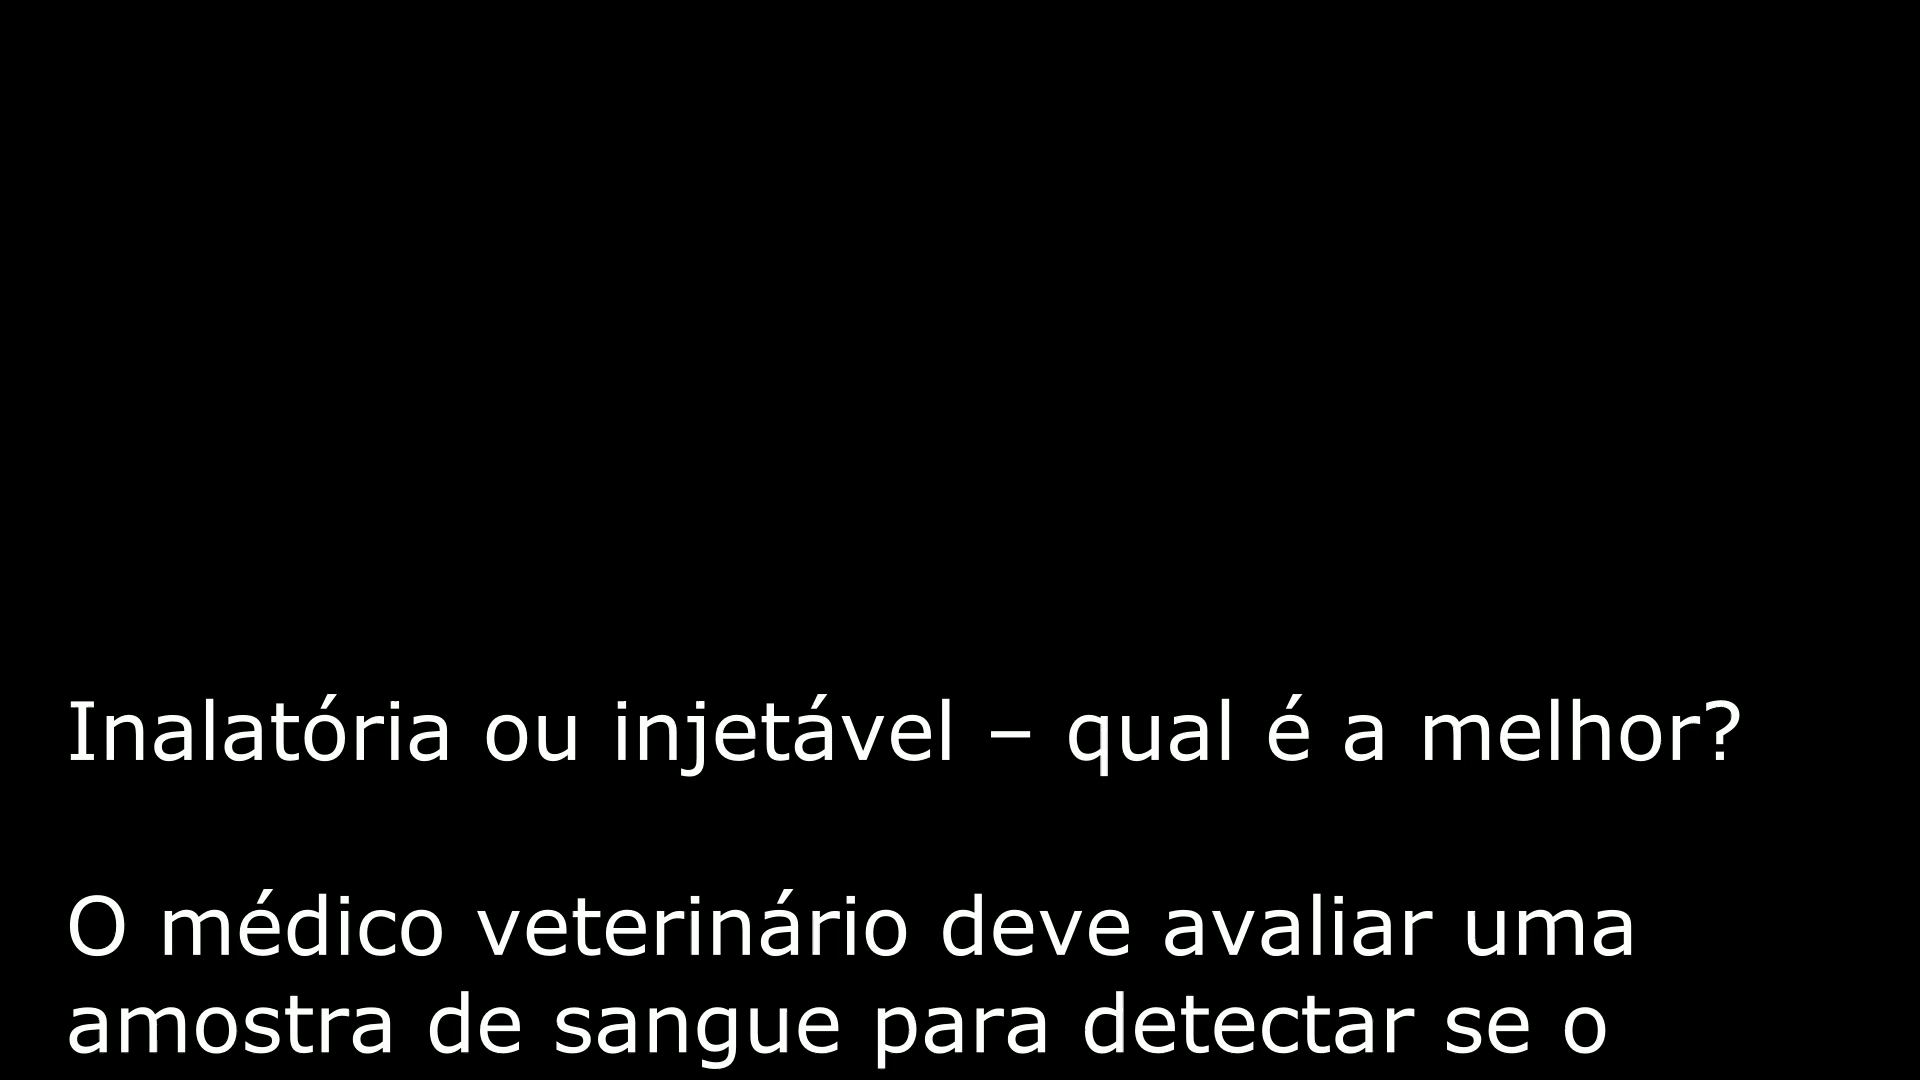 Inalatória ou injetável – qual é a melhor?
O médico veterinário deve avaliar uma
amostra de sangue para detectar se o